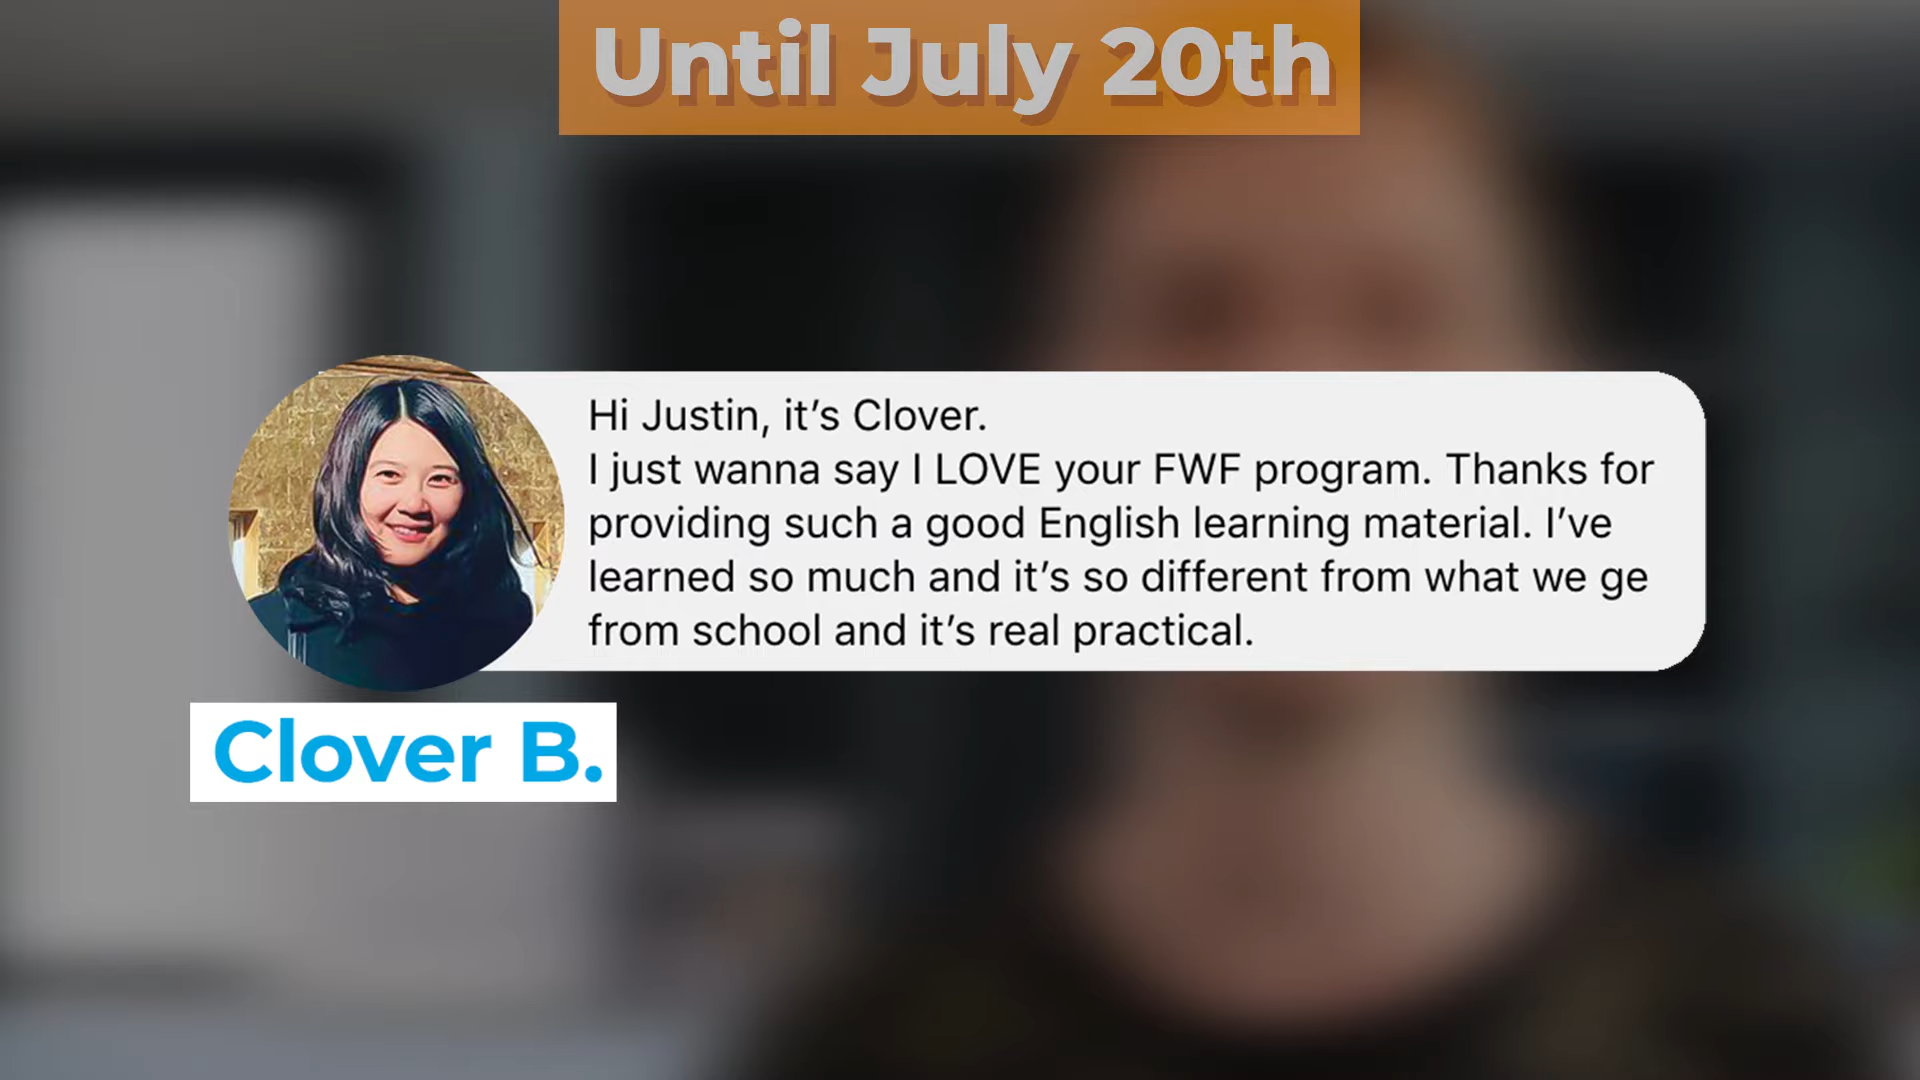 Until July 20th
Hi Justin, it’s Clover.
I just wanna say I LOVE your FWF program. Thanks for
providing such a good English learning material. I’ve
learned so much and it’s so different from what we ge
from school and it’s real practical.
Clover B.